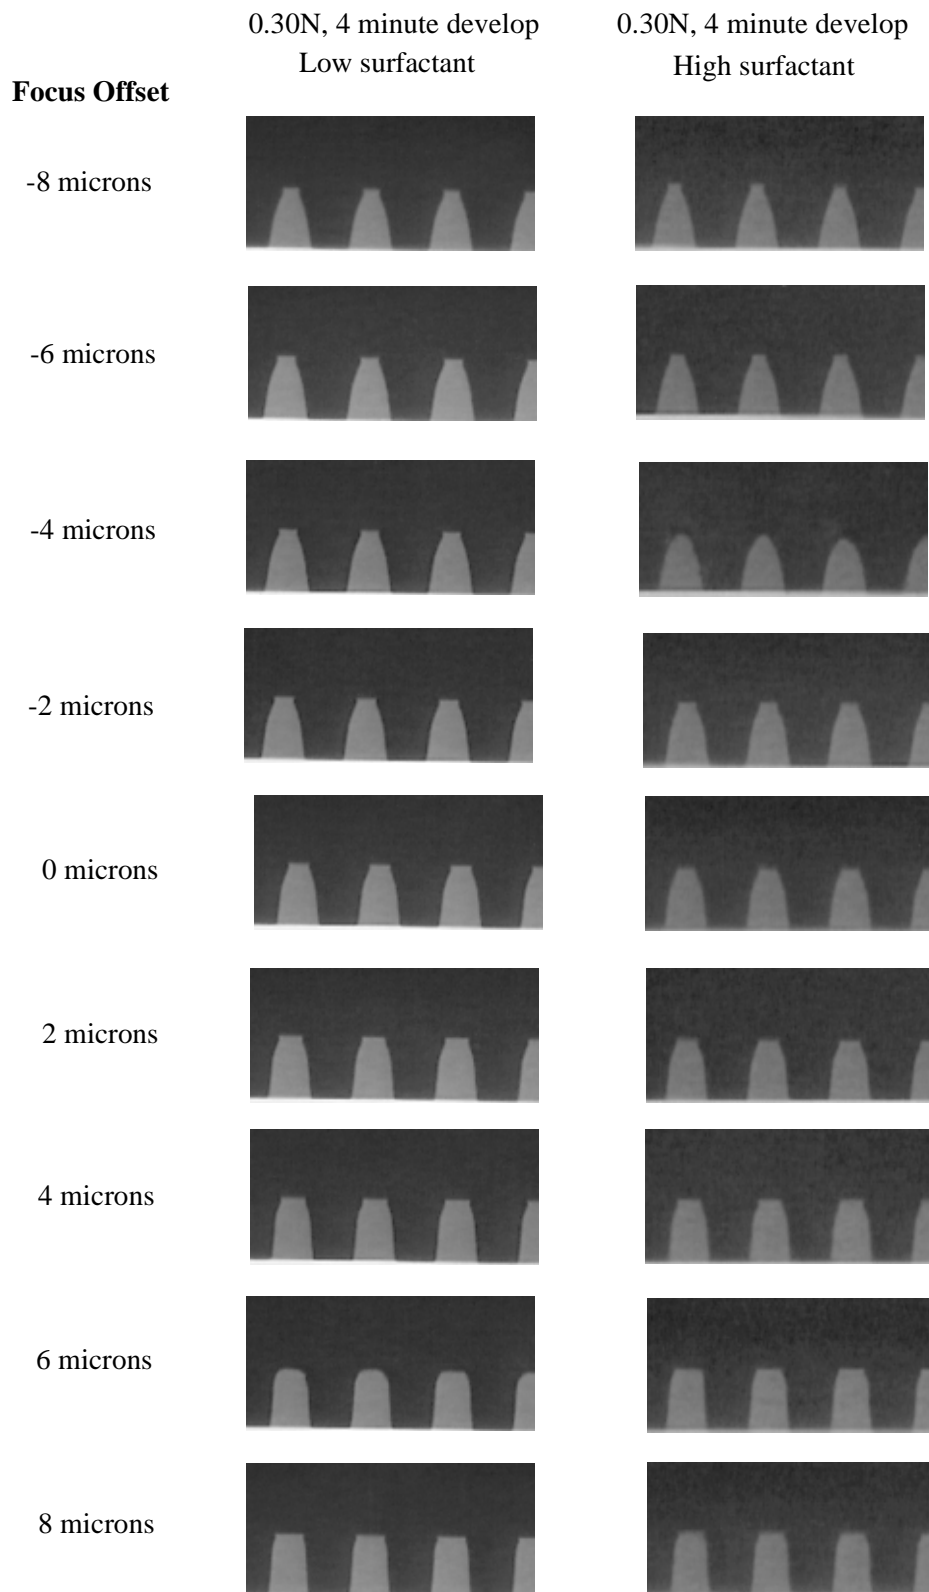 0.30N, 4 minute develop
Low surfactant
0.30N, 4 minute develop
High surfactant
Focus Offset
-8 microns
-6 microns
-4 microns
-2 microns
0 microns
2 microns
4 microns
6 microns
8 microns